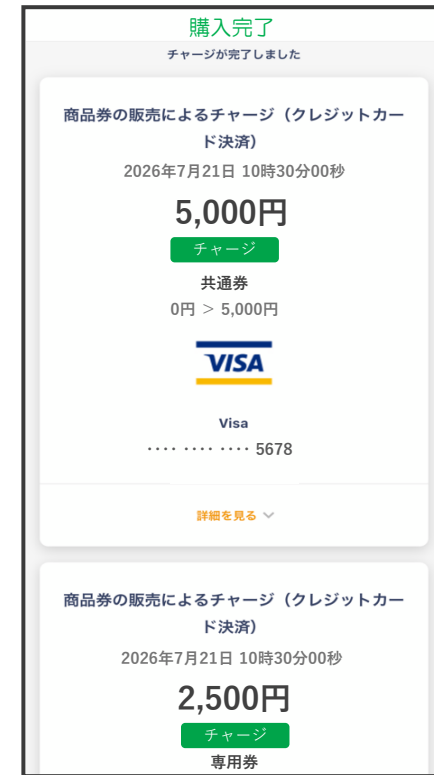 購入完了
チャージが完了しました
商品券の販売によるチャージ（クレジットカー
ド決済）
2026年7月21日 10時30分00秒
5,000円
チャージ
共通券
0円 > 5,000円
VISA
Visa
···· ···· ···· 5678
詳細を見る
商品券の販売によるチャージ（クレジットカー
ド決済）
2026年7月21日 10時30分00秒
2,500円
チャージ
専用券